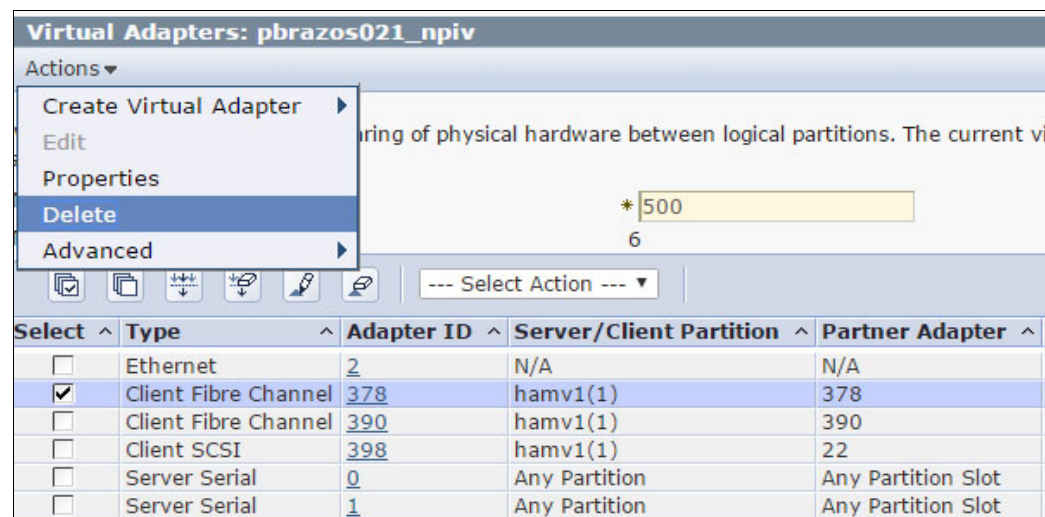 Virtual Adapters: pbrazos021_npiv
Actions
Create Virtual Adapter
Edit
aring of physical hardware between logical partitions. The current vi
Properties
Delete
* 500
Advanced
6
--- Select Action ---
Select ^ Type ^ Adapter ID ^ Server/Client Partition ^ Partner Adapter ^
Ethernet 2 N/A N/A
Client Fibre Channel 378 hamv1(1) 378
Client Fibre Channel 390 hamv1(1) 390
Client SCSI 398 hamv1(1) 22
Server Serial 0 Any Partition Any Partition Slot
Server Serial 1 Any Partition Any Partition Slot